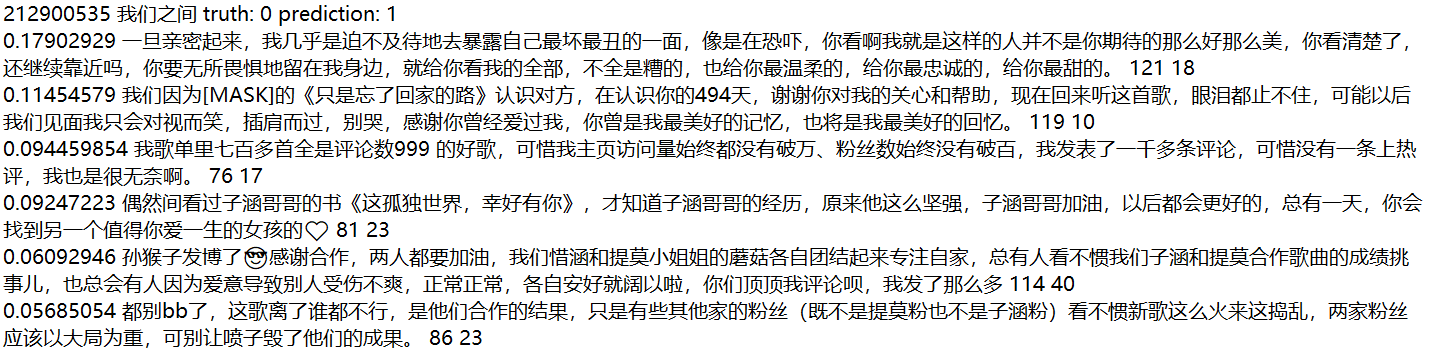 212900535 我们之间 truth: 0 prediction: 1
0.17902929 一旦亲密起来，我几乎是迫不及待地去暴露自己最坏最丑的一面，像是在恐吓，你看啊我就是这样的人并不是你期待的那么好那么美，你看清楚了，
还继续靠近吗，你要无所畏惧地留在我身边，就给你看我的全部，不全是糟的，也给你最温柔的，给你最忠诚的，给你最甜的。 121 18
0.11454579 我们因为[MASK]的《只是忘了回家的路》认识对方，在认识你的494天，谢谢你对我的关心和帮助，现在回来听这首歌，眼泪都止不住，可能以后
我们见面我只会对视而笑，插肩而过，别哭，感谢你曾经爱过我，你曾是我最美好的记忆，也将是我最美好的回忆。 119 10
0.094459854 我歌单里七百多首全是评论数999 的好歌，可惜我主页访问量始终都没有破万、粉丝数始终没有破百，我发表了一千多条评论，可惜没有一条上热
评，我也是很无奈啊。 76 17
0.09247223 偶然间看过子涵哥哥的书《这孤独世界，幸好有你》，才知道子涵哥哥的经历，原来他这么坚强，子涵哥哥加油，以后都会更好的，总有一天，你会
找到另一个值得你爱一生的女孩的♡ 81 23
0.06092946 孙猴子发博了😎感谢合作，两人都要加油，我们惜涵和提莫小姐姐的蘑菇各自团结起来专注自家，总有人看不惯我们子涵和提莫合作歌曲的成绩挑
事儿，也总会有人因为爱意导致别人受伤不爽，正常正常，各自安好就阔以啦，你们顶顶我评论呗，我发了那么多 114 40
0.05685054 都别bb了，这歌离了谁都不行，是他们合作的结果，只是有些其他家的粉丝（既不是提莫粉也不是子涵粉）看不惯新歌这么火来这捣乱，两家粉丝
应该以大局为重，可别让喷子毁了他们的成果。 86 23